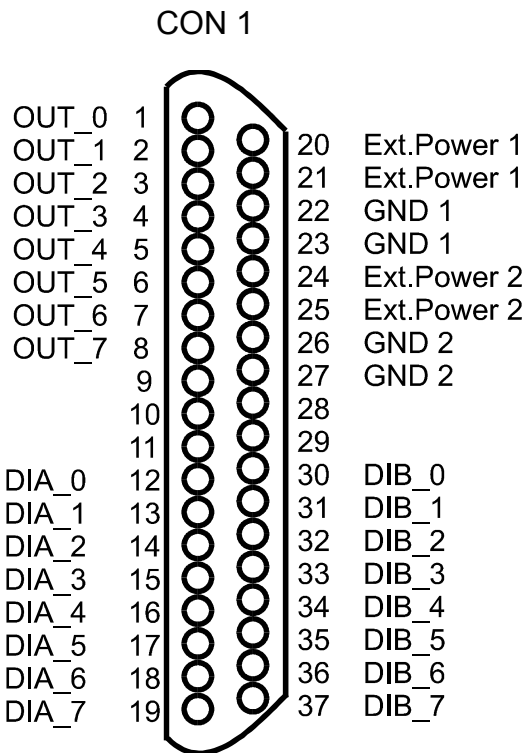 CON 1
OUT_0 1
OUT_1 2
OUT_2 3
OUT_3 4
OUT_4 5
OUT_5 6
OUT_6 7
OUT_7 8
9
10
11
DIA_0 12
DIA_1 13
DIA_2 14
DIA_3 15
DIA_4 16
DIA_5 17
DIA_6 18
DIA_7 19
20 Ext.Power 1
21 Ext.Power 1
22 GND 1
23 GND 1
24 Ext.Power 2
25 Ext.Power 2
26 GND 2
27 GND 2
28
29
30 DIB_0
31 DIB_1
32 DIB_2
33 DIB_3
34 DIB_4
35 DIB_5
36 DIB_6
37 DIB_7